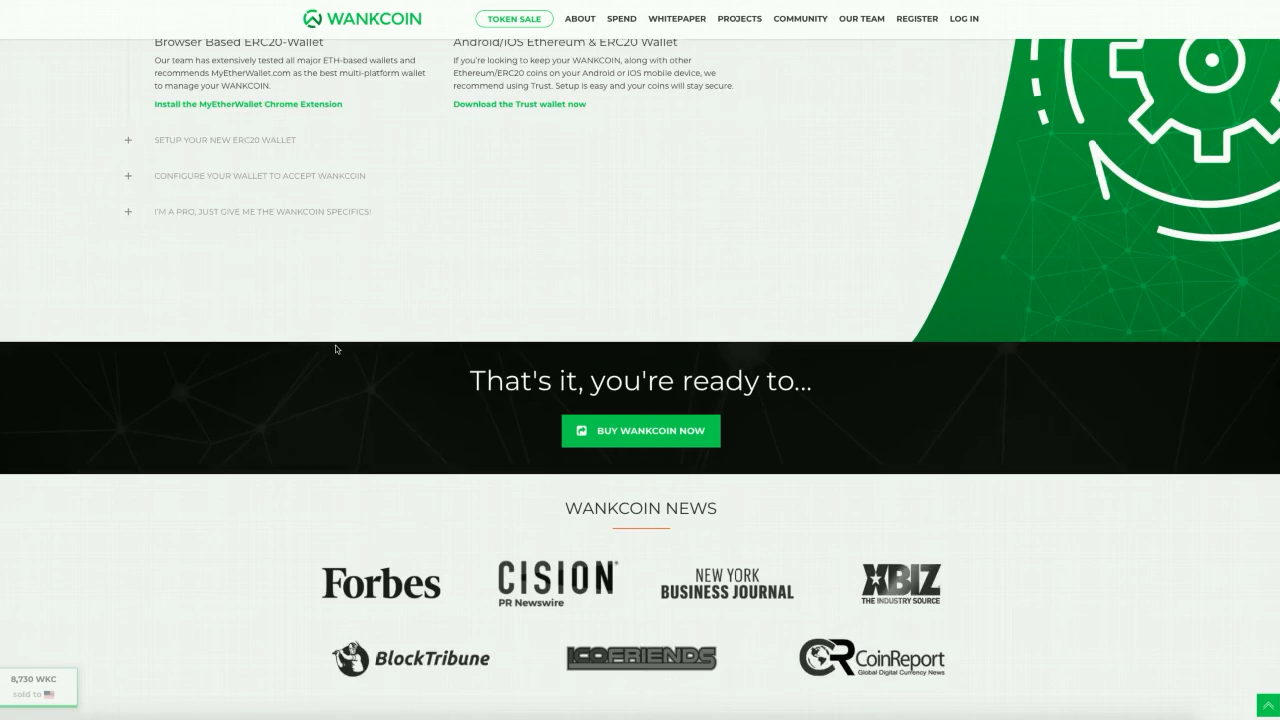 WANKCOIN
TOKEN SALE
ABOUT
SPEND
WHITEPAPER
PROJECTS
COMMUNITY
OUR TEAM
REGISTER
LOG IN
Browser Based ERC20-Wallet
Our team has extensively tested all major ETH-based wallets and
recommends MyEtherWallet.com as the best multi-platform wallet
to manage your WANKCOIN.
Install the MyEtherWallet Chrome Extension
Android/iOS Ethereum & ERC20 Wallet
If you're looking to keep your WANKCOIN, along with other
Ethereum/ERC20 coins on your Android or iOS mobile device, we
recommend using Trust. Setup is easy and your coins will stay secure.
Download the Trust wallet now
+ SETUP YOUR NEW ERC20 WALLET
+ CONFIGURE YOUR WALLET TO ACCEPT WANKCOIN
+ I'M A PRO, JUST GIVE ME THE WANKCOIN SPECIFICS!
That's it, you're ready to...
BUY WANKCOIN NOW
WANKCOIN NEWS
Forbes
CISION
PR Newswire
NEW YORK
BUSINESS JOURNAL
XBIZ
THE INDUSTRY SOURCE
BlockTribune
ICOFRIENDS
CR CoinReport
Global Digital Currency News
8,730 WKC
sold to